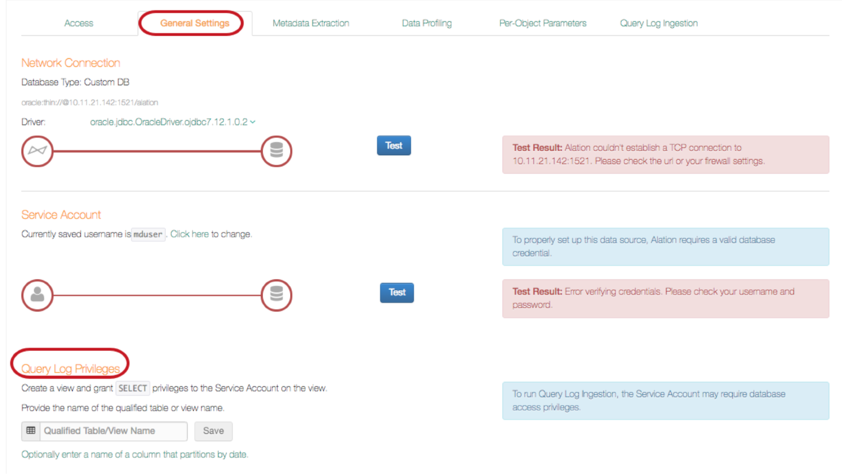 Access General Settings Metadata Extraction Data Profiling Per-Object Parameters Query Log Ingestion
Network Connection
Database Type: Custom DB
oracle:thin://@10.11.21.142:1521/alation
Driver: oracle.jdbc.OracleDriver.ojdbc7.12.1.0.2
Test
Test Result: Alation couldn't establish a TCP connection to
10.11.21.142:1521. Please check the url or your firewall settings.
Service Account
Currently saved username is mduser . Click here to change.
To properly set up this data source, Alation requires a valid database
credential.
Test
Test Result: Error verifying credentials. Please check your username and
password.
Query Log Privileges
Create a view and grant SELECT privileges to the Service Account on the view.
Provide the name of the qualified table or view name.
To run Query Log Ingestion, the Service Account may require database
access privileges.
Qualified Table/View Name Save
Optionally enter a name of a column that partitions by date.